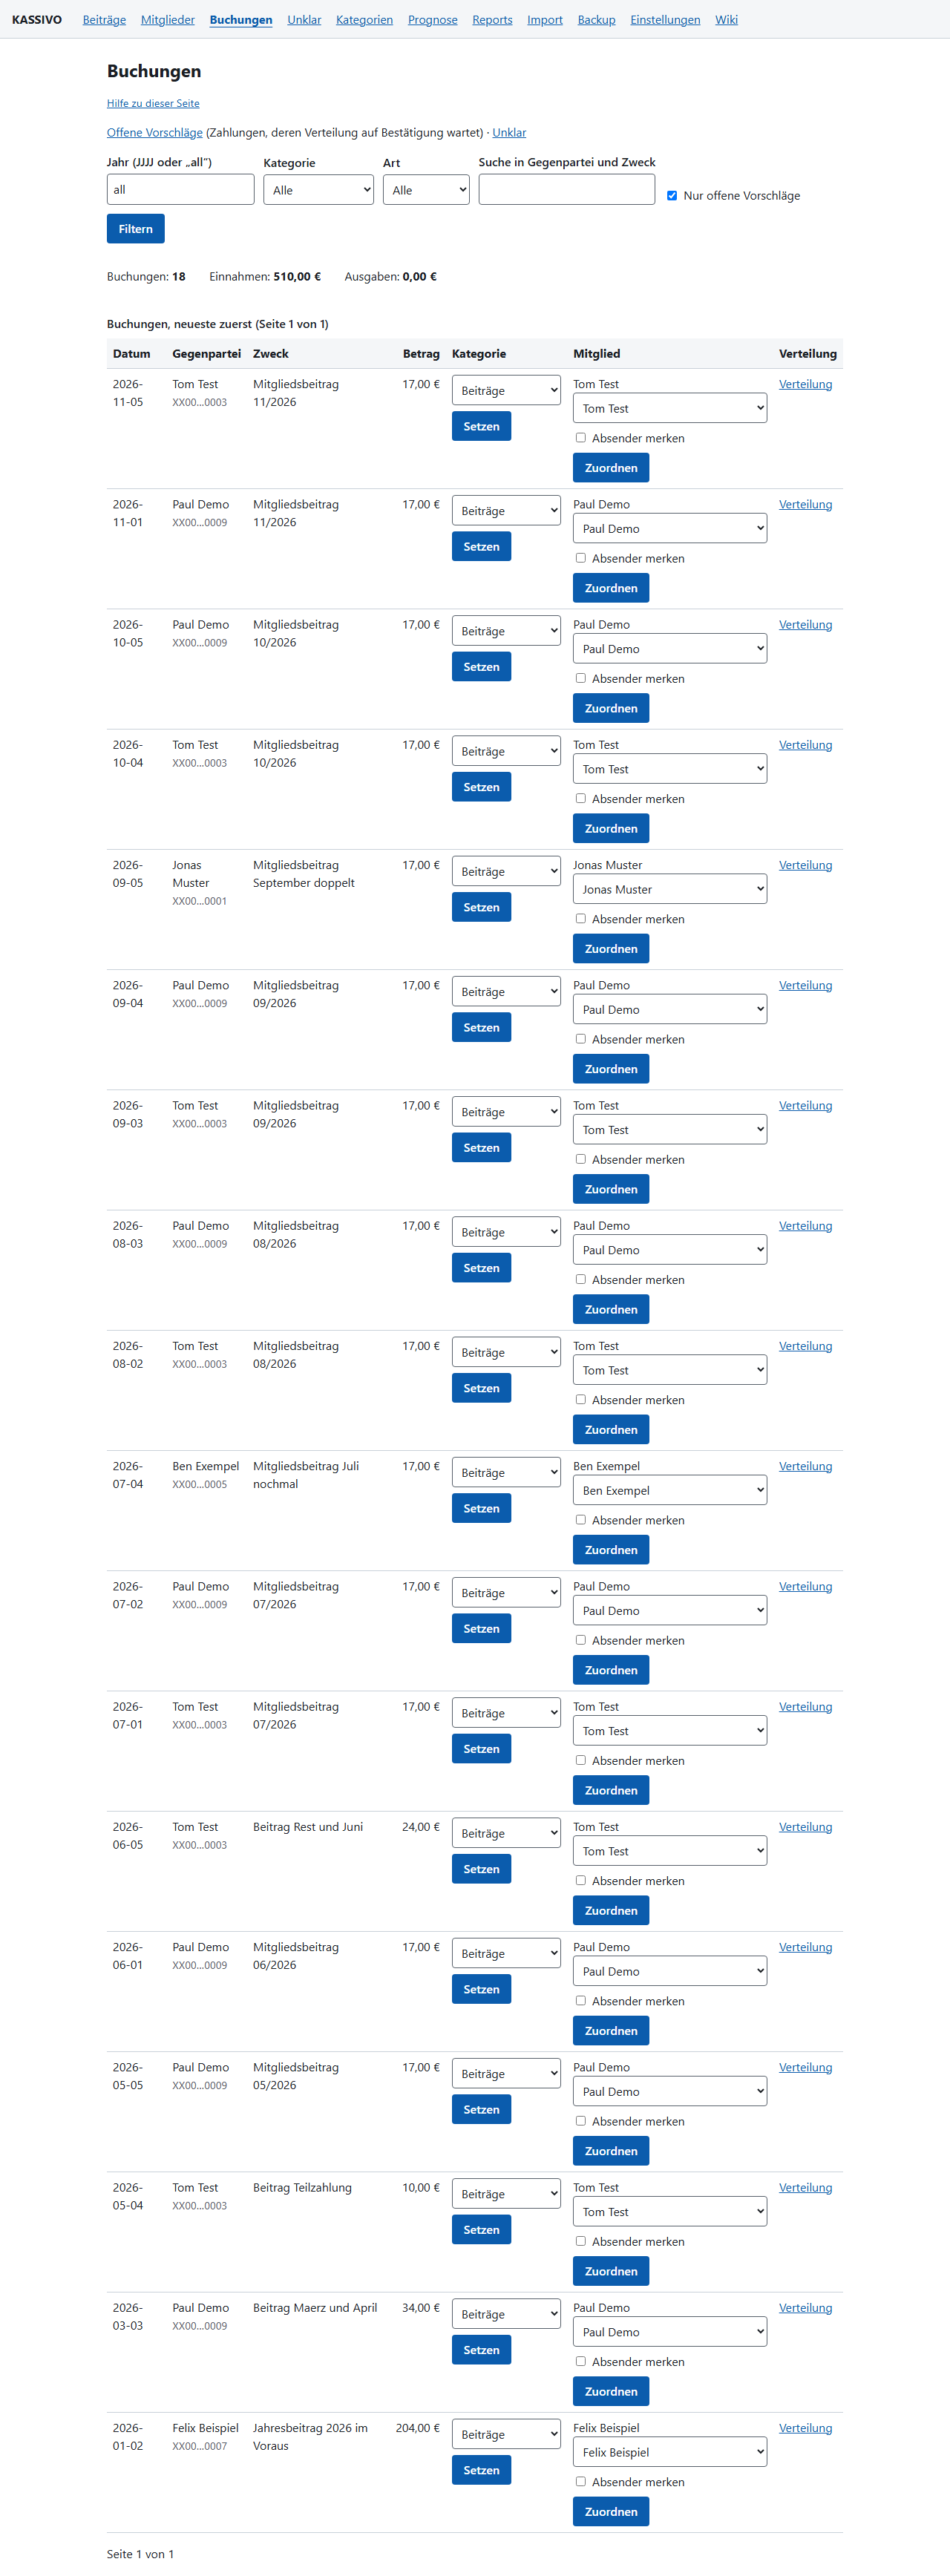 KASSIVO Beiträge Mitglieder Buchungen Unklar Kategorien Prognose Reports Import Backup Einstellungen Wiki
Buchungen
Hilfe zu dieser Seite
Offene Vorschläge (Zahlungen, deren Verteilung auf Bestätigung wartet) · Unklar
Jahr (JJJJ oder „all“) Kategorie Art Suche in Gegenpartei und Zweck
all Alle Alle Nur offene Vorschläge
Filtern
Buchungen: 18 Einnahmen: 510,00 € Ausgaben: 0,00 €
Buchungen, neueste zuerst (Seite 1 von 1)
Datum Gegenpartei Zweck Betrag Kategorie Mitglied Verteilung
2026- Tom Test Mitgliedsbeitrag 17,00 € Beiträge Tom Test Verteilung
11-05 XX00...0003 11/2026 Tom Test
Setzen Absender merken
Zuordnen
2026- Paul Demo Mitgliedsbeitrag 17,00 € Beiträge Paul Demo Verteilung
11-01 XX00...0009 11/2026 Paul Demo
Setzen Absender merken
Zuordnen
2026- Paul Demo Mitgliedsbeitrag 17,00 € Beiträge Paul Demo Verteilung
10-05 XX00...0009 10/2026 Paul Demo
Setzen Absender merken
Zuordnen
2026- Tom Test Mitgliedsbeitrag 17,00 € Beiträge Tom Test Verteilung
10-04 XX00...0003 10/2026 Tom Test
Setzen Absender merken
Zuordnen
2026- Jonas Mitgliedsbeitrag 17,00 € Beiträge Jonas Muster Verteilung
09-05 Muster September doppelt Jonas Muster
XX00...0001 Setzen Absender merken
Zuordnen
2026- Paul Demo Mitgliedsbeitrag 17,00 € Beiträge Paul Demo Verteilung
09-04 XX00...0009 09/2026 Paul Demo
Setzen Absender merken
Zuordnen
2026- Tom Test Mitgliedsbeitrag 17,00 € Beiträge Tom Test Verteilung
09-03 XX00...0003 09/2026 Tom Test
Setzen Absender merken
Zuordnen
2026- Paul Demo Mitgliedsbeitrag 17,00 € Beiträge Paul Demo Verteilung
08-03 XX00...0009 08/2026 Paul Demo
Setzen Absender merken
Zuordnen
2026- Tom Test Mitgliedsbeitrag 17,00 € Beiträge Tom Test Verteilung
08-02 XX00...0003 08/2026 Tom Test
Setzen Absender merken
Zuordnen
2026- Ben Exempel Mitgliedsbeitrag Juli 17,00 € Beiträge Ben Exempel Verteilung
07-04 XX00...0005 nochmal Ben Exempel
Setzen Absender merken
Zuordnen
2026- Paul Demo Mitgliedsbeitrag 17,00 € Beiträge Paul Demo Verteilung
07-02 XX00...0009 07/2026 Paul Demo
Setzen Absender merken
Zuordnen
2026- Tom Test Mitgliedsbeitrag 17,00 € Beiträge Tom Test Verteilung
07-01 XX00...0003 07/2026 Tom Test
Setzen Absender merken
Zuordnen
2026- Tom Test Beitrag Rest und Juni 24,00 € Beiträge Tom Test Verteilung
06-05 XX00...0003 Tom Test
Setzen Absender merken
Zuordnen
2026- Paul Demo Mitgliedsbeitrag 17,00 € Beiträge Paul Demo Verteilung
06-01 XX00...0009 06/2026 Paul Demo
Setzen Absender merken
Zuordnen
2026- Paul Demo Mitgliedsbeitrag 17,00 € Beiträge Paul Demo Verteilung
05-05 XX00...0009 05/2026 Paul Demo
Setzen Absender merken
Zuordnen
2026- Tom Test Beitrag Teilzahlung 10,00 € Beiträge Tom Test Verteilung
05-04 XX00...0003 Tom Test
Setzen Absender merken
Zuordnen
2026- Paul Demo Beitrag Maerz und April 34,00 € Beiträge Paul Demo Verteilung
03-03 XX00...0009 Paul Demo
Setzen Absender merken
Zuordnen
2026- Felix Beispiel Jahresbeitrag 2026 im 204,00 € Beiträge Felix Beispiel Verteilung
01-02 XX00...0007 Voraus Felix Beispiel
Setzen Absender merken
Zuordnen
Seite 1 von 1